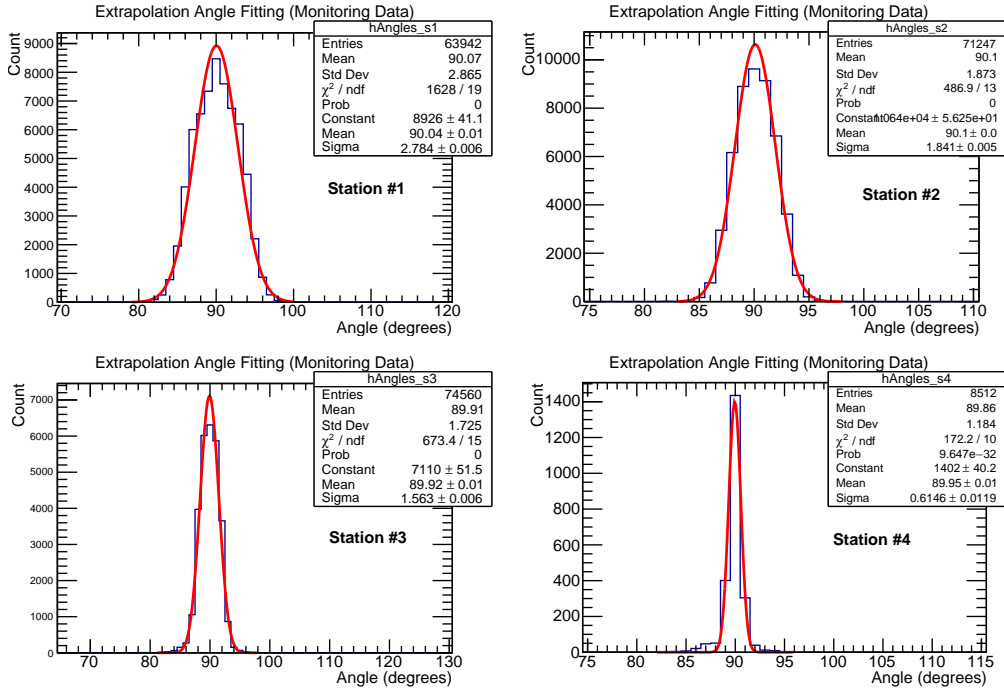 Extrapolation Angle Fitting (Monitoring Data)
hAngles_s1
Entries 63942
Mean 90.07
Std Dev 2.865
χ² / ndf 1628 / 19
Prob 0
Constant 8926 ± 41.1
Mean 90.04 ± 0.01
Sigma 2.784 ± 0.006
Count
9000
8000
7000
6000
5000
4000
3000
2000
1000
0
Station #1
70 80 90 100 110 120
Angle (degrees)
Extrapolation Angle Fitting (Monitoring Data)
hAngles_s2
Entries 71247
Mean 90.1
Std Dev 1.873
χ² / ndf 486.9 / 13
Prob 0
Constant 1.064e+04 ± 5.625e+01
Mean 90.1 ± 0.0
Sigma 1.841 ± 0.005
Count
10000
8000
6000
4000
2000
0
Station #2
75 80 85 90 95 100 105 110
Angle (degrees)
Extrapolation Angle Fitting (Monitoring Data)
hAngles_s3
Entries 74560
Mean 89.91
Std Dev 1.725
χ² / ndf 673.4 / 15
Prob 0
Constant 7110 ± 51.5
Mean 89.92 ± 0.01
Sigma 1.563 ± 0.006
Count
7000
6000
5000
4000
3000
2000
1000
0
Station #3
70 80 90 100 110 120 130
Angle (degrees)
Extrapolation Angle Fitting (Monitoring Data)
hAngles_s4
Entries 8512
Mean 89.86
Std Dev 1.184
χ² / ndf 172.2 / 10
Prob 9.647e−32
Constant 1402 ± 40.2
Mean 89.95 ± 0.01
Sigma 0.6146 ± 0.0119
Count
1400
1200
1000
800
600
400
200
0
Station #4
75 80 85 90 95 100 105 110 115
Angle (degrees)